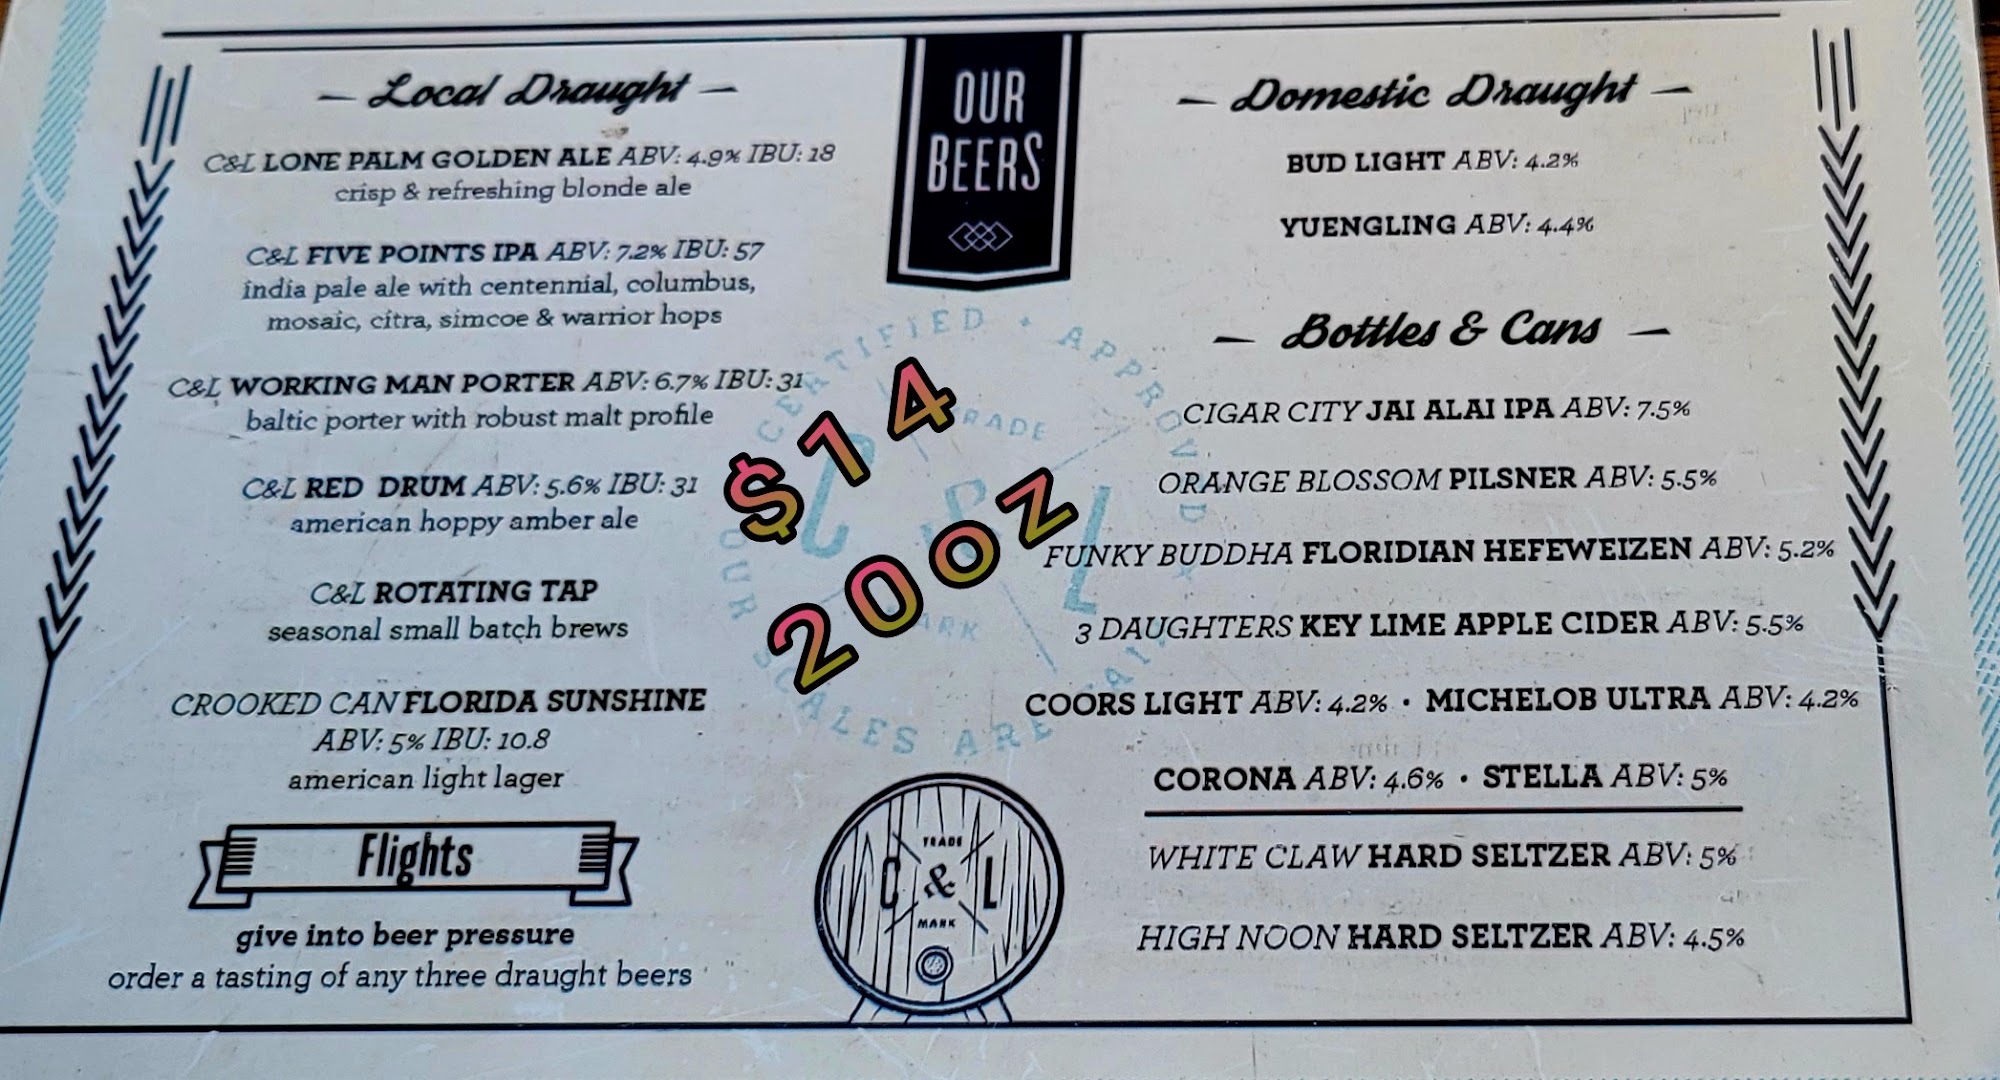 OUR
BEERS
Local Draught
C&L LONE PALM GOLDEN ALE ABV: 4.9% IBU: 18
crisp & refreshing blonde ale
C&L FIVE POINTS IPA ABV: 7.2% IBU: 57
india pale ale with centennial, columbus,
mosaic, citra, simcoe & warrior hops
C&L WORKING MAN PORTER ABV: 6.7% IBU: 31
baltic porter with robust malt profile
C&L RED DRUM ABV: 5.6% IBU: 31
american hoppy amber ale
C&L ROTATING TAP
seasonal small batch brews
CROOKED CAN FLORIDA SUNSHINE
ABV: 5% IBU: 10.8
american light lager
Flights
give into beer pressure
order a tasting of any three draught beers
$14
20oz
TRADE
C & L
MARK
Domestic Draught
BUD LIGHT ABV: 4.2%
YUENGLING ABV: 4.4%
Bottles & Cans
CIGAR CITY JAI ALAI IPA ABV: 7.5%
ORANGE BLOSSOM PILSNER ABV: 5.5%
FUNKY BUDDHA FLORIDIAN HEFEWEIZEN ABV: 5.2%
3 DAUGHTERS KEY LIME APPLE CIDER ABV: 5.5%
COORS LIGHT ABV: 4.2% • MICHELOB ULTRA ABV: 4.2%
CORONA ABV: 4.6% • STELLA ABV: 5%
WHITE CLAW HARD SELTZER ABV: 5%
HIGH NOON HARD SELTZER ABV: 4.5%